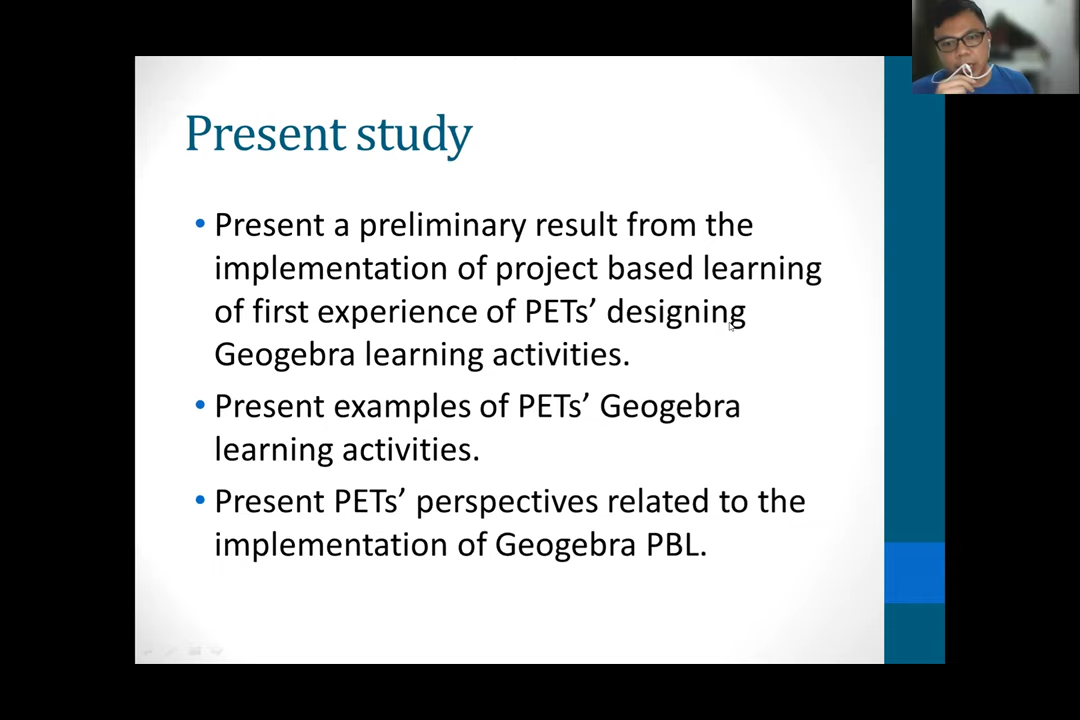 Present study
• Present a preliminary result from the
implementation of project based learning
of first experience of PETs’ designing
Geogebra learning activities.
• Present examples of PETs’ Geogebra
learning activities.
• Present PETs’ perspectives related to the
implementation of Geogebra PBL.